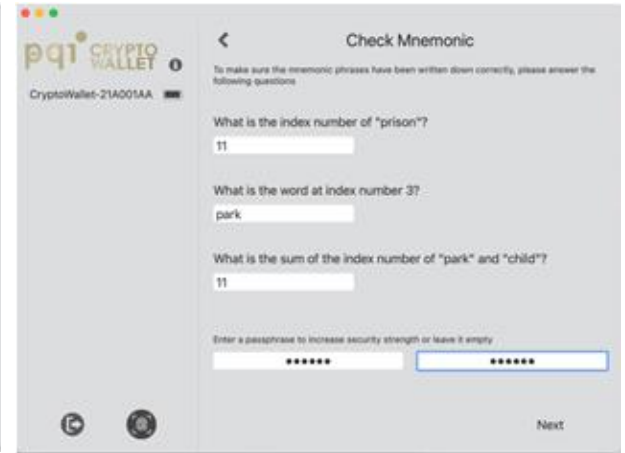 pqi CRYPTO
WALLET
CryptoWallet-21A001AA
Check Mnemonic
To make sure the mnemonic phrases have been written down correctly, please answer the
following questions
What is the index number of "prison"?
11
What is the word at index number 3?
park
What is the sum of the index number of "park" and "child"?
11
Enter a passphrase to increase security strength or leave it empty
●●●●●● ●●●●●●
Next